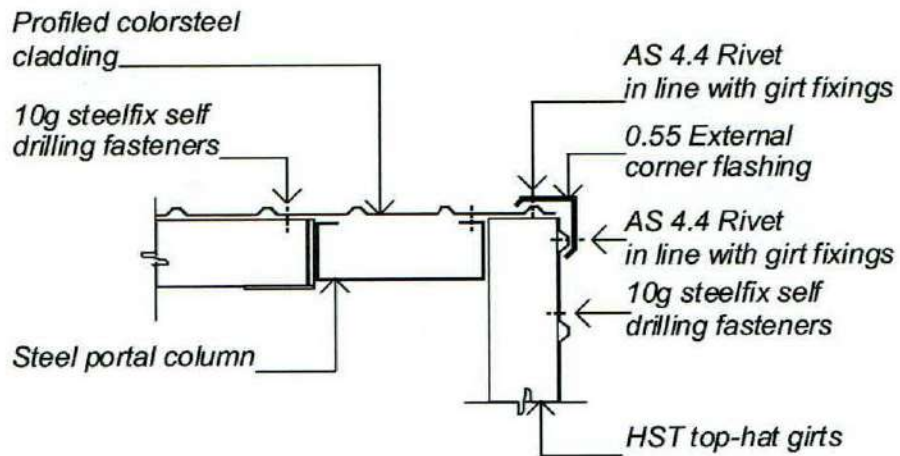 Profiled colorsteel
cladding
10g steelfix self
drilling fasteners
Steel portal column
AS 4.4 Rivet
in line with girt fixings
0.55 External
corner flashing
AS 4.4 Rivet
in line with girt fixings
10g steelfix self
drilling fasteners
HST top-hat girts